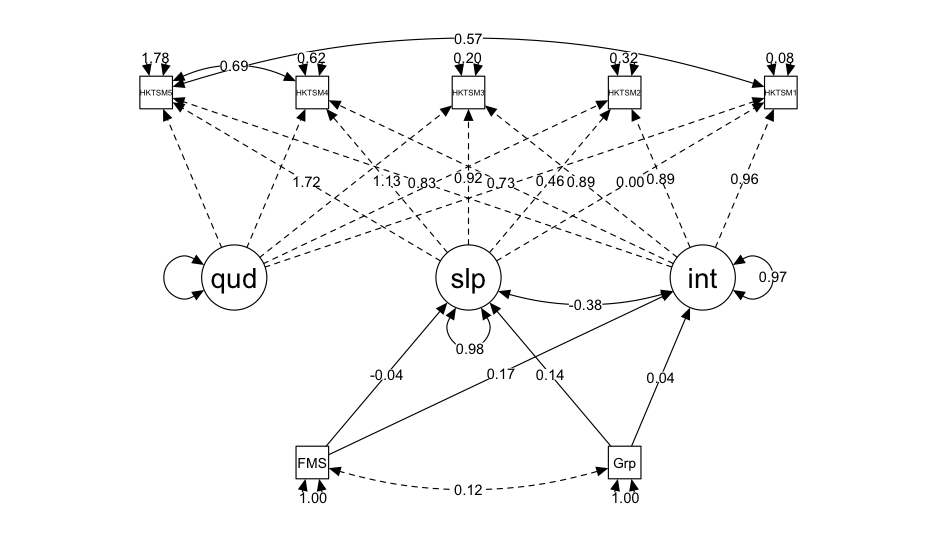 0.57
1.78 0.69 0.62 0.20 0.32 0.08
HKTSM5 HKTSM4 HKTSM3 HKTSM2 HKTSM1
1.72 1.13 0.83 0.92 0.73 0.46 0.89 0.00 0.89 0.96
qud slp int 0.97
-0.38
0.98
-0.04 0.17 0.14 0.04
FMS Grp
0.12
1.00 1.00